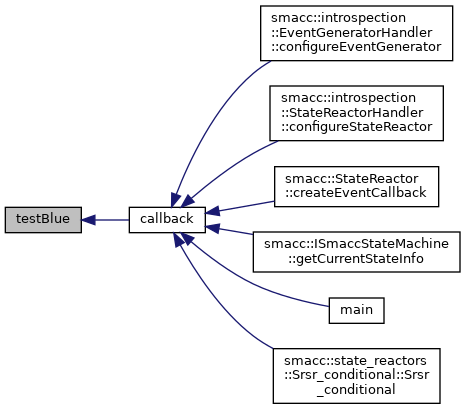 smacc::introspection
::EventGeneratorHandler
::configureEventGenerator
smacc::introspection
::StateReactorHandler
::configureStateReactor
smacc::StateReactor
::createEventCallback
testBlue
callback
smacc::ISmaccStateMachine
::getCurrentStateInfo
main
smacc::state_reactors
::Srsr_conditional::Srsr
_conditional